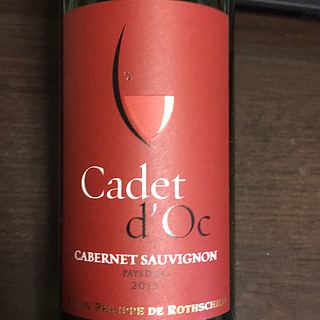 Cadet
d'Oc
CABERNET SAUVIGNON
PAYS D'OC
2015
PHILIPPE DE ROTHSCHILD